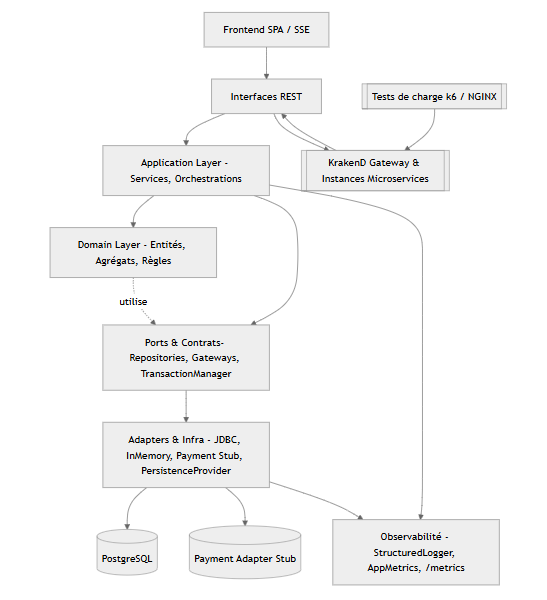 Frontend SPA / SSE
Interfaces REST
Tests de charge k6 / NGINX
Application Layer -
Services, Orchestrations
KrakenD Gateway &
Instances Microservices
Domain Layer - Entités,
Agrégats, Règles
utilise
Ports & Contrats-
Repositories, Gateways,
TransactionManager
Adapters & Infra - JDBC,
InMemory, Payment Stub,
PersistenceProvider
PostgreSQL
Payment Adapter Stub
Observabilité -
StructuredLogger,
AppMetrics, /metrics